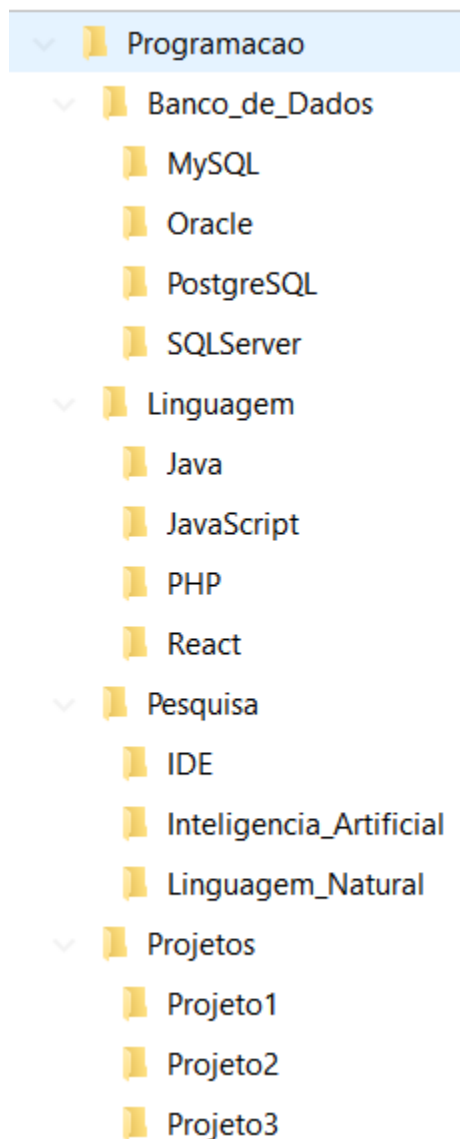 Programacao
Banco_de_Dados
MySQL
Oracle
PostgreSQL
SQLServer
Linguagem
Java
JavaScript
PHP
React
Pesquisa
IDE
Inteligencia_Artificial
Linguagem_Natural
Projetos
Projeto1
Projeto2
Projeto3